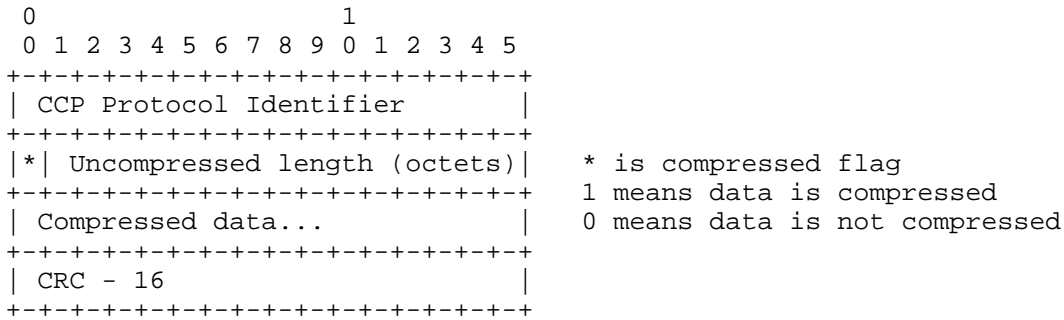 0                   1
 0 1 2 3 4 5 6 7 8 9 0 1 2 3 4 5
+-+-+-+-+-+-+-+-+-+-+-+-+-+-+-+-+
| CCP Protocol Identifier       |
+-+-+-+-+-+-+-+-+-+-+-+-+-+-+-+-+
|*| Uncompressed length (octets)|   * is compressed flag
+-+-+-+-+-+-+-+-+-+-+-+-+-+-+-+-+   1 means data is compressed
| Compressed data...            |   0 means data is not compressed
+-+-+-+-+-+-+-+-+-+-+-+-+-+-+-+-+
| CRC - 16                      |
+-+-+-+-+-+-+-+-+-+-+-+-+-+-+-+-+